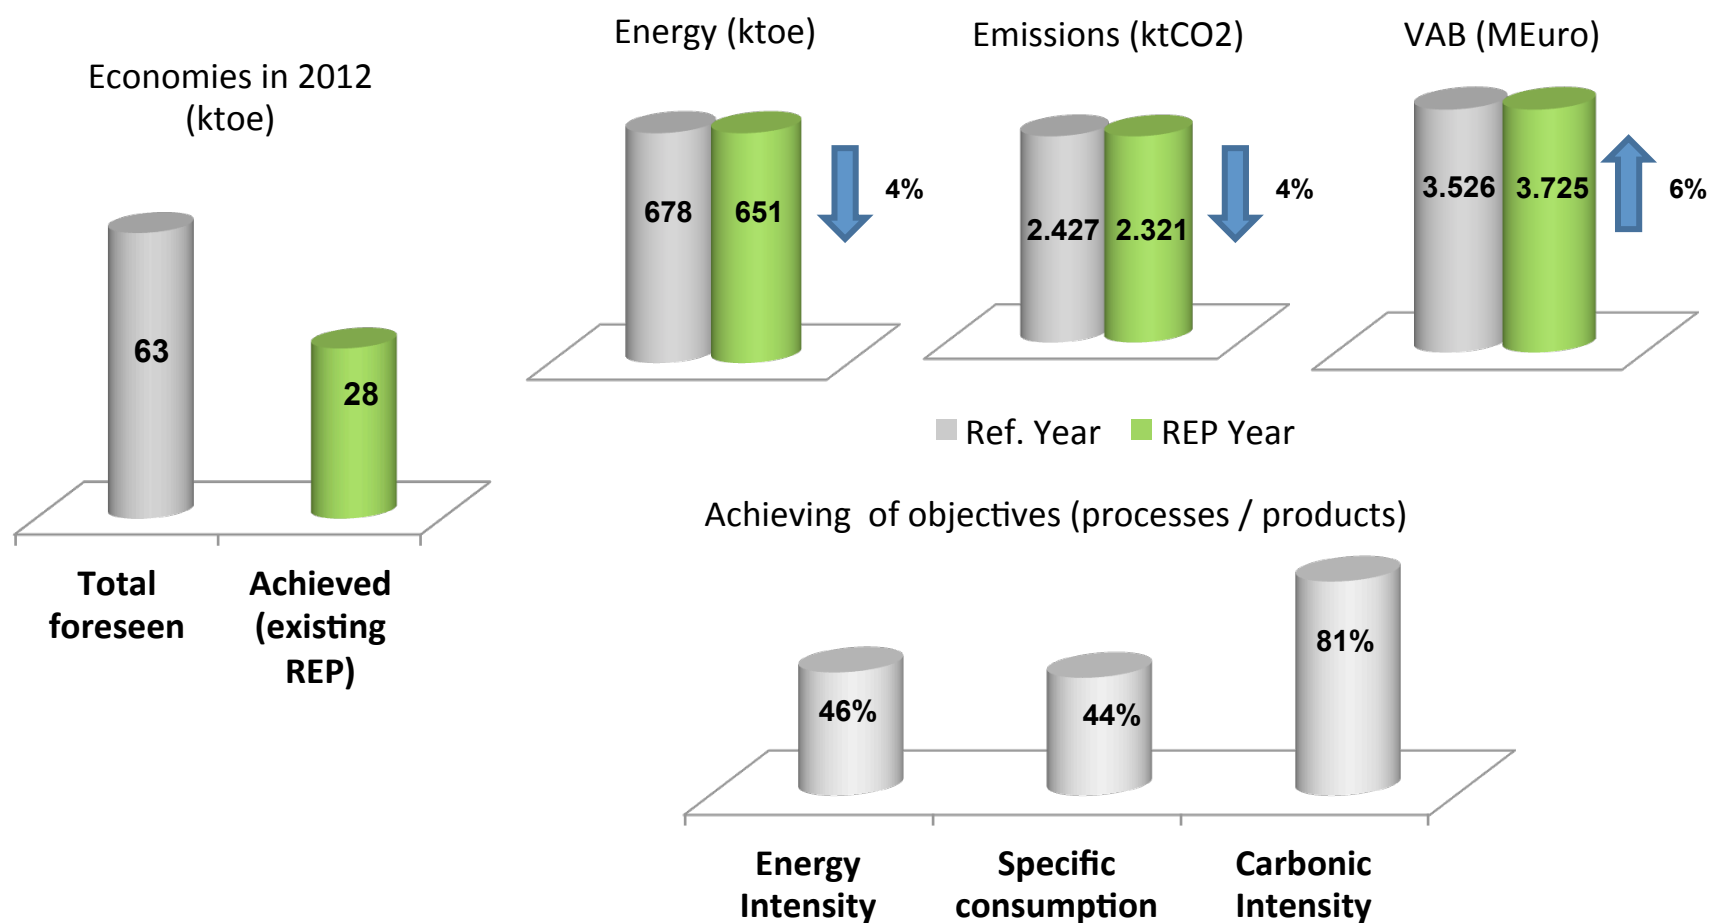 Economies in 2012
(ktoe)
63
28
Total
foreseen
Achieved
(existing
REP)
Energy (ktoe)
678
651
4%
Emissions (ktCO2)
2.427
2.321
4%
VAB (MEuro)
3.526
3.725
6%
Ref. Year
REP Year
Achieving  of objectives (processes / products)
46%
44%
81%
Energy
Intensity
Specific
consumption
Carbonic
Intensity